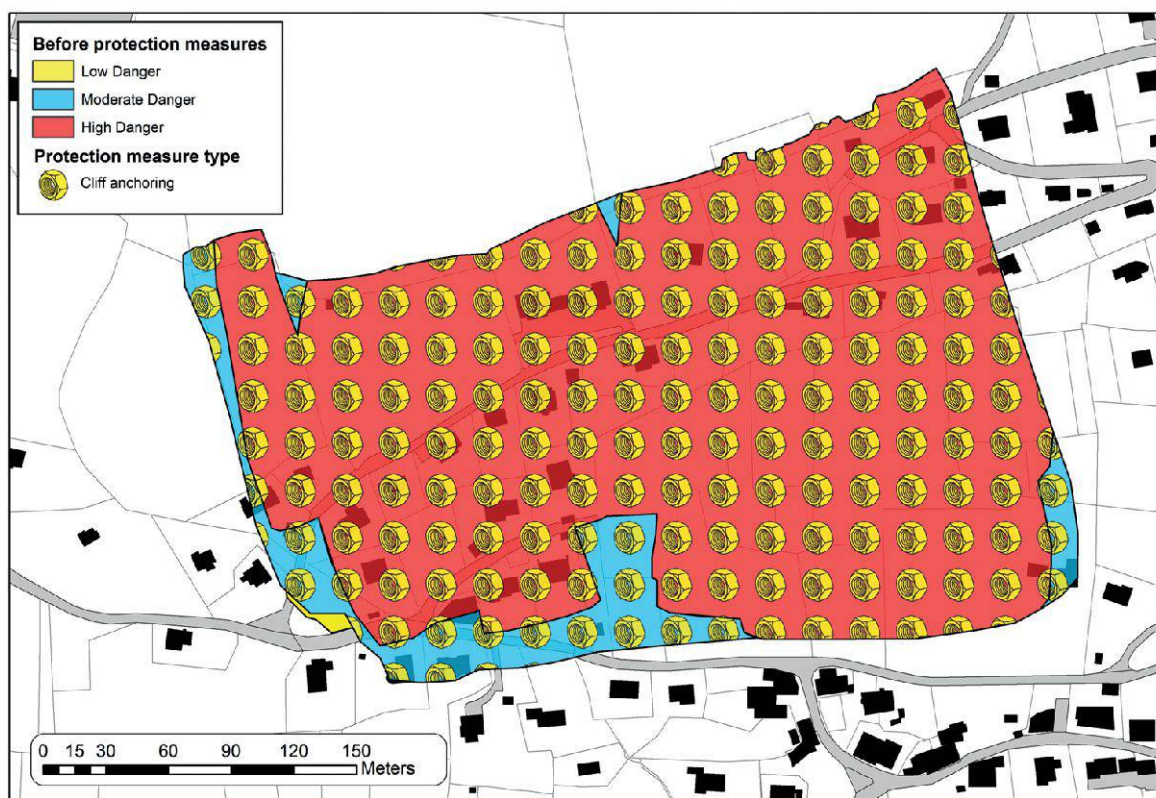 Before protection measures
Low Danger
Moderate Danger
High Danger
Protection measure type
Cliff anchoring
0 15 30 60 90 120 150
Meters